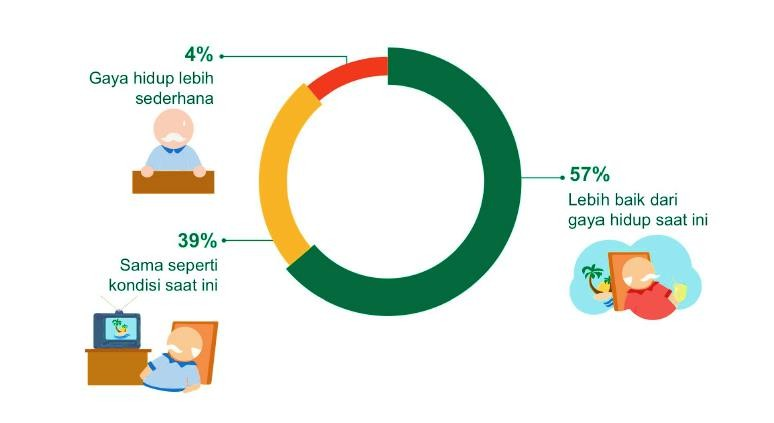 4%
Gaya hidup lebih
sederhana
57%
Lebih baik dari
gaya hidup saat ini
39%
Sama seperti
kondisi saat ini